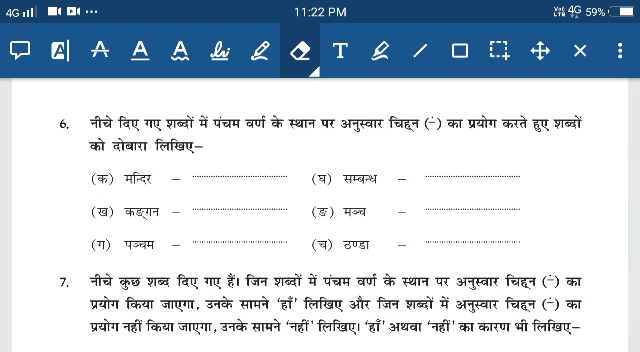 4G 11:22 PM VoD LTE 4G 59%
A A A A T
6. नीचे दिए गए शब्दों में पंचम वर्ण के स्थान पर अनुस्वार चिह्न (–ं) का प्रयोग करते हुए शब्दों
को दोबारा लिखिए–
(क) मन्दिर – .......................... (घ) सम्बन्ध – ..........................
(ख) कङ्गन – .......................... (ङ) मञ्च – ..........................
(ग) पञ्चम – .......................... (च) ठण्डा – ..........................
7. नीचे कुछ शब्द दिए गए हैं। जिन शब्दों में पंचम वर्ण के स्थान पर अनुस्वार चिह्न (–ं) का
प्रयोग किया जाएगा, उनके सामने ‘हाँ’ लिखिए और जिन शब्दों में अनुस्वार चिह्न (–ं) का
प्रयोग नहीं किया जाएगा, उनके सामने ‘नहीं’ लिखिए। ‘हाँ’ अथवा ‘नहीं’ का कारण भी लिखिए–